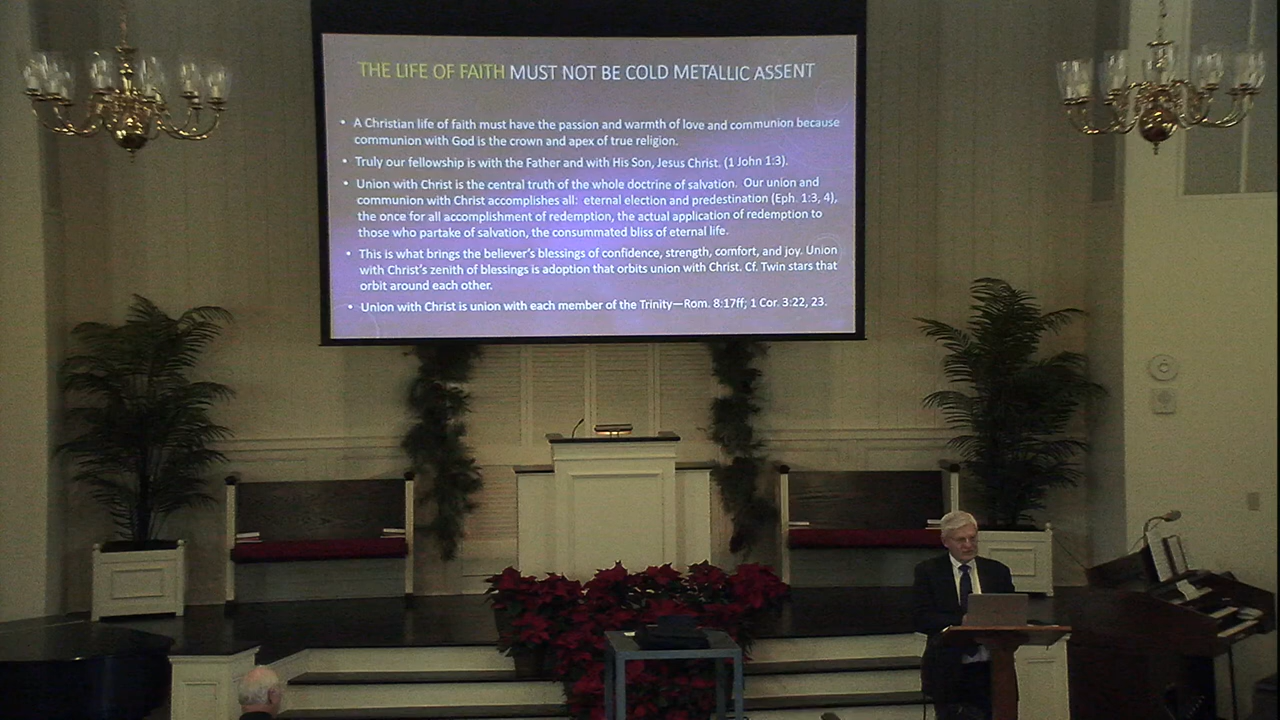 THE LIFE OF FAITH MUST NOT BE COLD METALLIC ASSENT
• A Christian life of faith must have the passion and warmth of love and communion because
communion with God is the crown and apex of true religion.
• Truly our fellowship is with the Father and with His Son, Jesus Christ. (1 John 1:3).
• Union with Christ is the central truth of the whole doctrine of salvation. Our union and
communion with Christ accomplishes all: eternal election and predestination (Eph. 1:3, 4),
the once for all accomplishment of redemption, the actual application of redemption to
those who partake of salvation, the consummated bliss of eternal life.
• This is what brings the believer's blessings of confidence, strength, comfort, and joy. Union
with Christ's zenith of blessings is adoption that orbits union with Christ. Cf. Twin stars that
orbit around each other.
• Union with Christ is union with each member of the Trinity—Rom. 8:17ff; 1 Cor. 3:22, 23.